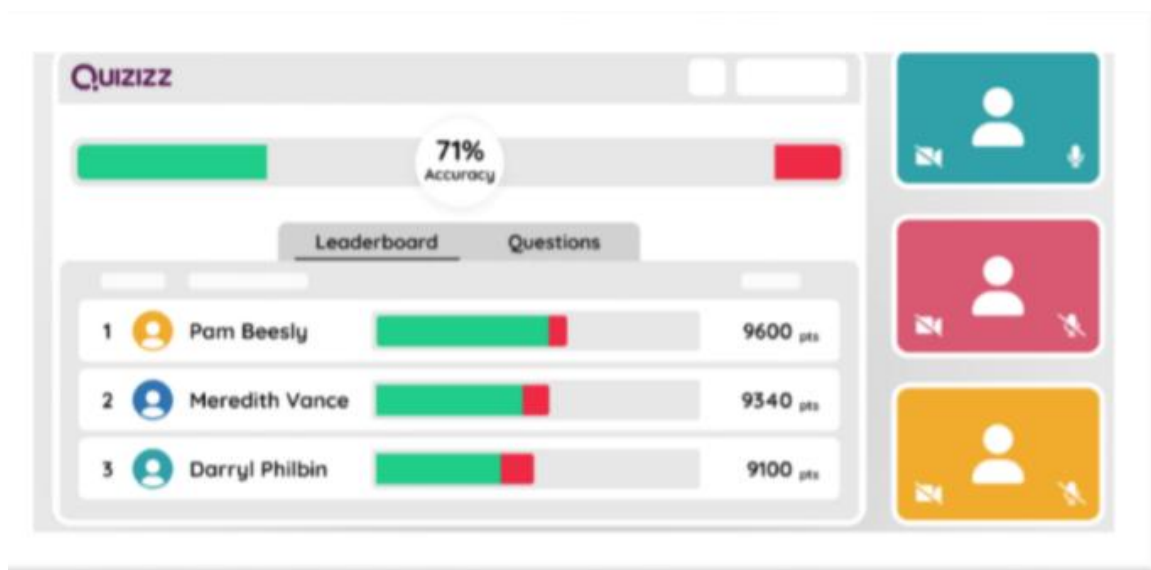 Quizizz
71%
Accuracy
Leaderboard Questions
1 Pam Beesly 9600 pts
2 Meredith Vance 9340 pts
3 Darryl Philbin 9100 pts